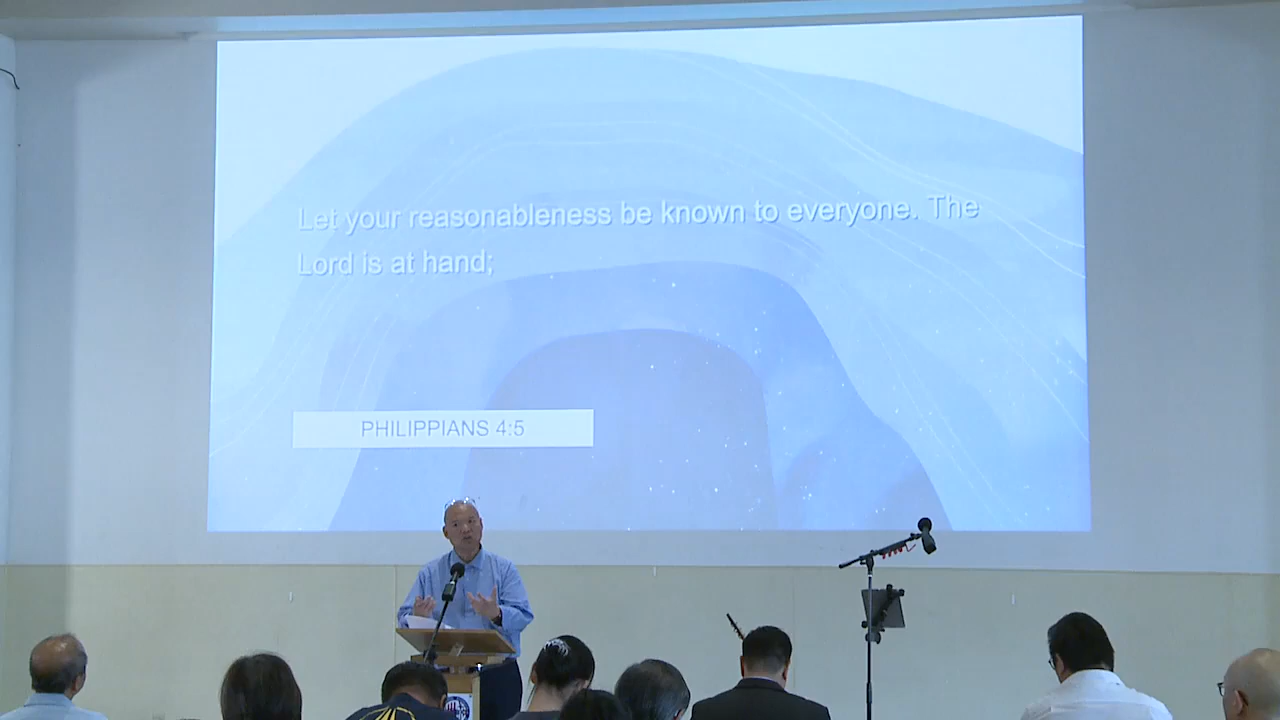 Let your reasonableness be known to everyone. The
Lord is at hand;
PHILIPPIANS 4:5